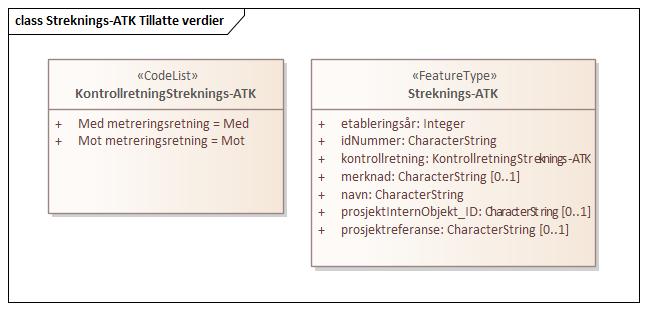 class Streknings-ATK Tillatte verdier
«CodeList»
KontrollretningStreknings-ATK
+ Med metreringsretning = Med
+ Mot metreringsretning = Mot
«FeatureType»
Streknings-ATK
+ etableringsår: Integer
+ idNummer: CharacterString
+ kontrollretning: KontrollretningStreknings-ATK
+ merknad: CharacterString [0..1]
+ navn: CharacterString
+ prosjektInternObjekt_ID: CharacterString [0..1]
+ prosjektreferanse: CharacterString [0..1]